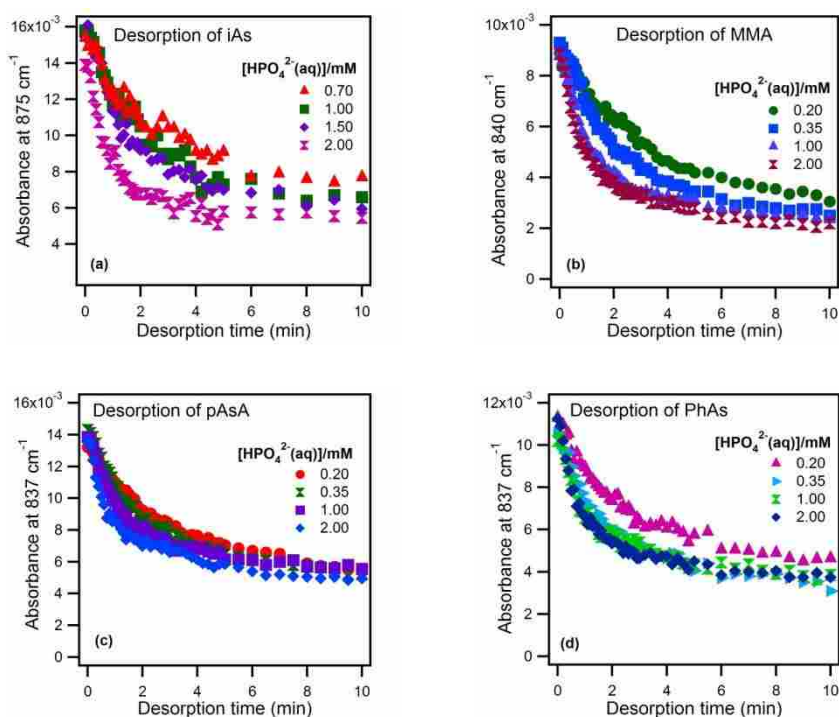 16x10⁻³
Desorption of iAs
[HPO₄²⁻(aq)]/mM
0.70
1.00
1.50
2.00
14
12
10
8
6
4
Absorbance at 875 cm⁻¹
(a)
0 2 4 6 8 10
Desorption time (min)
10x10⁻³
Desorption of MMA
[HPO₄²⁻(aq)]/mM
0.20
0.35
1.00
2.00
8
6
4
2
0
Absorbance at 840 cm⁻¹
(b)
0 2 4 6 8 10
Desorption time (min)
16x10⁻³
Desorption of pAsA
[HPO₄²⁻(aq)]/mM
0.20
0.35
1.00
2.00
14
12
10
8
6
4
2
0
Absorbance at 837 cm⁻¹
(c)
0 2 4 6 8 10
Desorption time (min)
12x10⁻³
Desorption of PhAs
[HPO₄²⁻(aq)]/mM
0.20
0.35
1.00
2.00
10
8
6
4
2
0
Absorbance at 837 cm⁻¹
(d)
0 2 4 6 8 10
Desorption time (min)